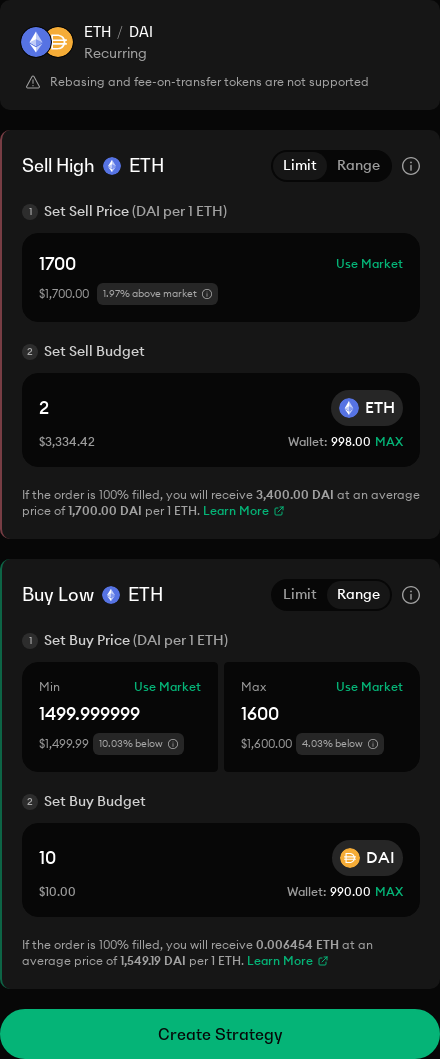 ETH / DAI
Recurring
Rebasing and fee-on-transfer tokens are not supported
Sell High ETH Limit Range
1 Set Sell Price (DAI per 1 ETH)
1700 Use Market
$1,700.00 1.97% above market
2 Set Sell Budget
2 ETH
$3,334.42 Wallet: 998.00 MAX
If the order is 100% filled, you will receive 3,400.00 DAI at an average
price of 1,700.00 DAI per 1 ETH. Learn More
Buy Low ETH Limit Range
1 Set Buy Price (DAI per 1 ETH)
Min Use Market Max Use Market
1499.999999 1600
$1,499.99 10.03% below $1,600.00 4.03% below
2 Set Buy Budget
10 DAI
$10.00 Wallet: 990.00 MAX
If the order is 100% filled, you will receive 0.006454 ETH at an
average price of 1,549.19 DAI per 1 ETH. Learn More
Create Strategy